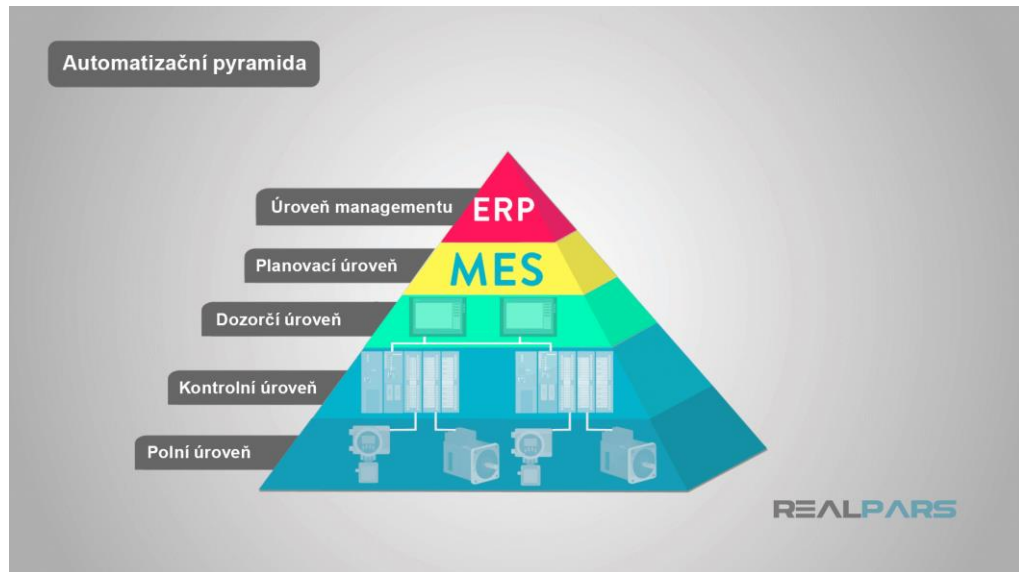 Automatizační pyramida
Úroveň managementu
ERP
Planovací úroveň
MES
Dozorčí úroveň
Kontrolní úroveň
Polní úroveň
REALPARS